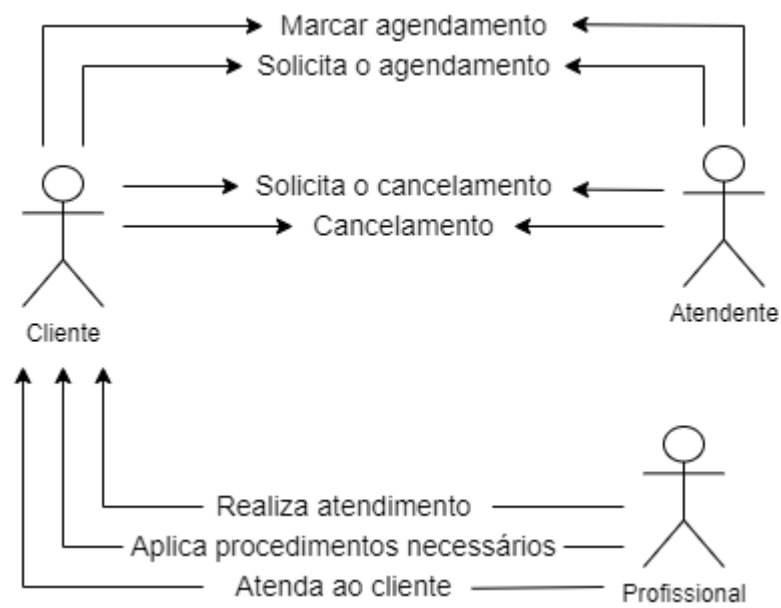 Marcar agendamento
Solicita o agendamento
Solicita o cancelamento
Cancelamento
Atendente
Cliente
Realiza atendimento
Aplica procedimentos necessários
Atenda ao cliente
Profissional